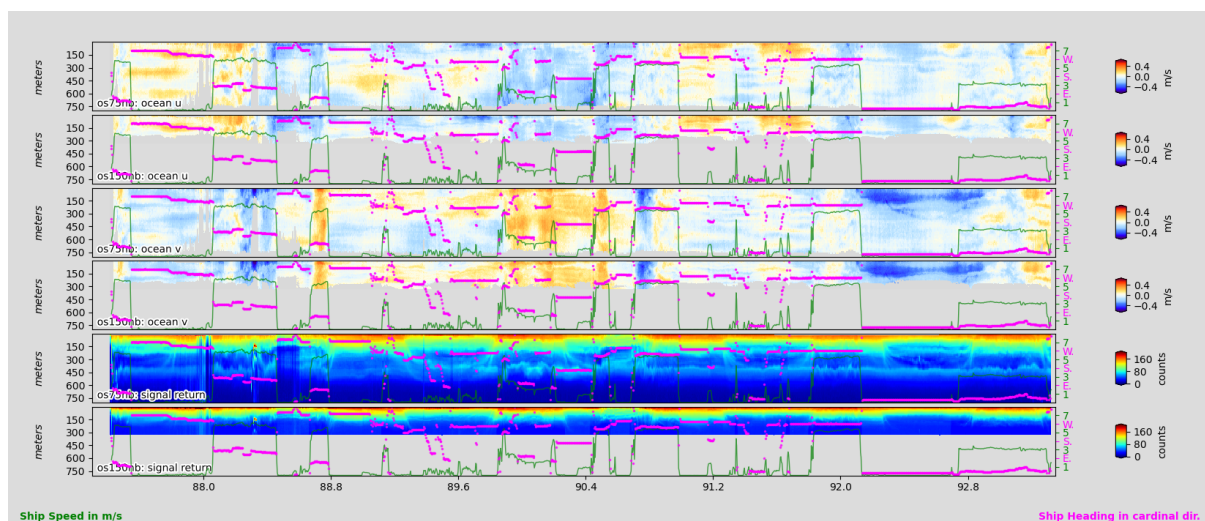 meters
150
300
450
600
750
os75nb: ocean u
7
W.
5
S.
3
E.
1
0.4
0.0
−0.4
m/s
meters
150
300
450
600
750
os150nb: ocean u
7
W.
5
S.
3
E.
1
0.4
0.0
−0.4
m/s
meters
150
300
450
600
750
os75nb: ocean v
7
W.
5
S.
3
E.
1
0.4
0.0
−0.4
m/s
meters
150
300
450
600
750
os150nb: ocean v
7
W.
5
S.
3
E.
1
0.4
0.0
−0.4
m/s
meters
150
300
450
600
750
os75nb: signal return
7
W.
5
S.
3
E.
1
160
80
0
counts
meters
150
300
450
600
750
os150nb: signal return
7
W.
5
S.
3
E.
1
160
80
0
counts
88.0 88.8 89.6 90.4 91.2 92.0 92.8
Ship Speed in m/s
Ship Heading in cardinal dir.